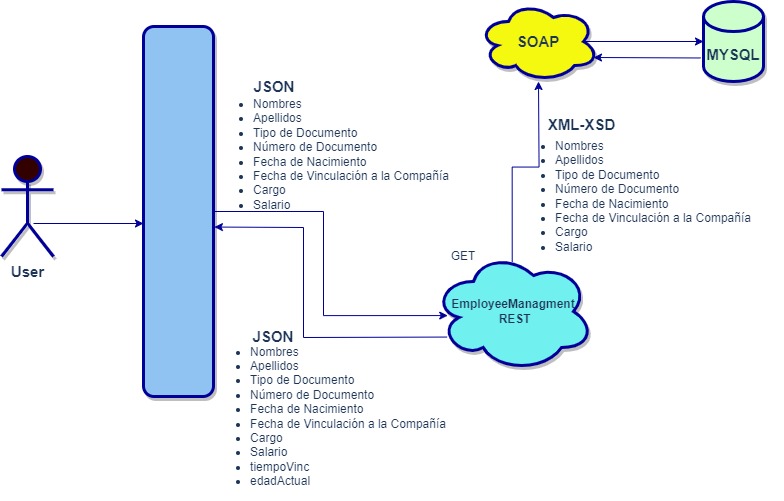 SOAP
MYSQL
JSON
Nombres
Apellidos
Tipo de Documento
Número de Documento
Fecha de Nacimiento
Fecha de Vinculación a la Compañía
Cargo
Salario
XML-XSD
Nombres
Apellidos
Tipo de Documento
Número de Documento
Fecha de Nacimiento
Fecha de Vinculación a la Compañía
Cargo
Salario
User
GET
EmployeeManagment
REST
JSON
Nombres
Apellidos
Tipo de Documento
Número de Documento
Fecha de Nacimiento
Fecha de Vinculación a la Compañía
Cargo
Salario
tiempoVinc
edadActual